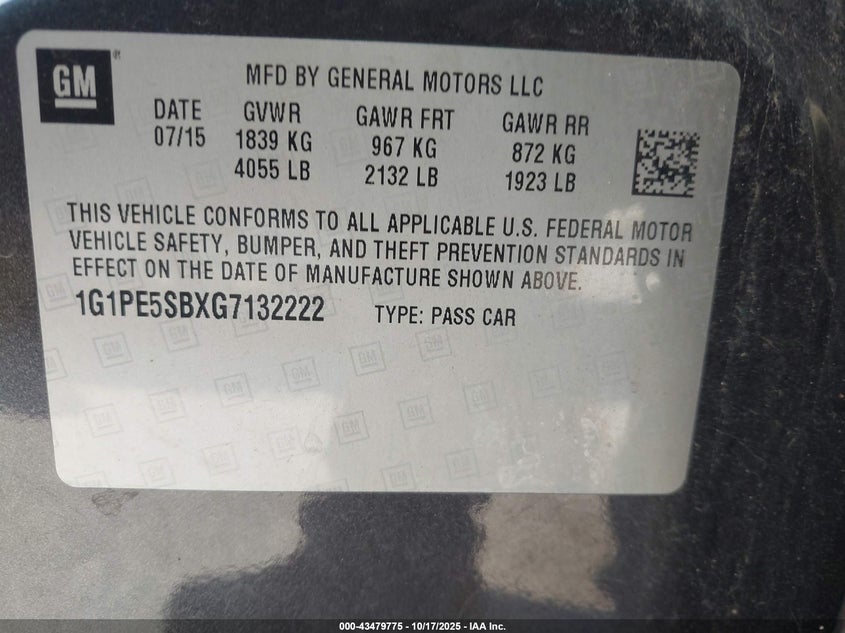 GM
MFD BY GENERAL MOTORS LLC
DATE GVWR GAWR FRT GAWR RR
07/15 1839 KG 967 KG 872 KG
4055 LB 2132 LB 1923 LB
THIS VEHICLE CONFORMS TO ALL APPLICABLE U.S. FEDERAL MOTOR
VEHICLE SAFETY, BUMPER, AND THEFT PREVENTION STANDARDS IN
EFFECT ON THE DATE OF MANUFACTURE SHOWN ABOVE.
1G1PE5SBXG7132222 TYPE: PASS CAR
000-43479775 | 10/17/2025 | IAA Inc.